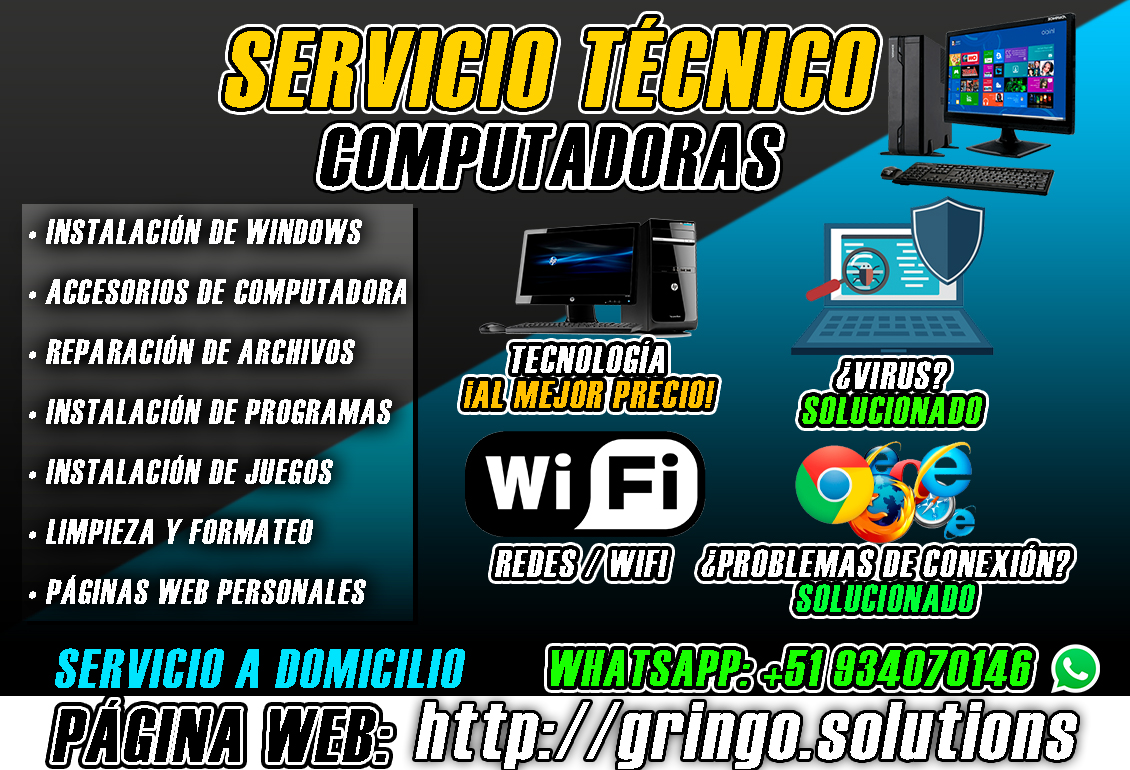 SERVICIO TÉCNICO
COMPUTADORAS
• INSTALACIÓN DE WINDOWS
• ACCESORIOS DE COMPUTADORA
• REPARACIÓN DE ARCHIVOS
• INSTALACIÓN DE PROGRAMAS
• INSTALACIÓN DE JUEGOS
• LIMPIEZA Y FORMATEO
• PÁGINAS WEB PERSONALES
TECNOLOGÍA
¡AL MEJOR PRECIO!
¿VIRUS?
SOLUCIONADO
Wi Fi
REDES / WIFI
¿PROBLEMAS DE CONEXIÓN?
SOLUCIONADO
SERVICIO A DOMICILIO
WHATSAPP: +51 934070146
PÁGINA WEB: http://gringo.solutions